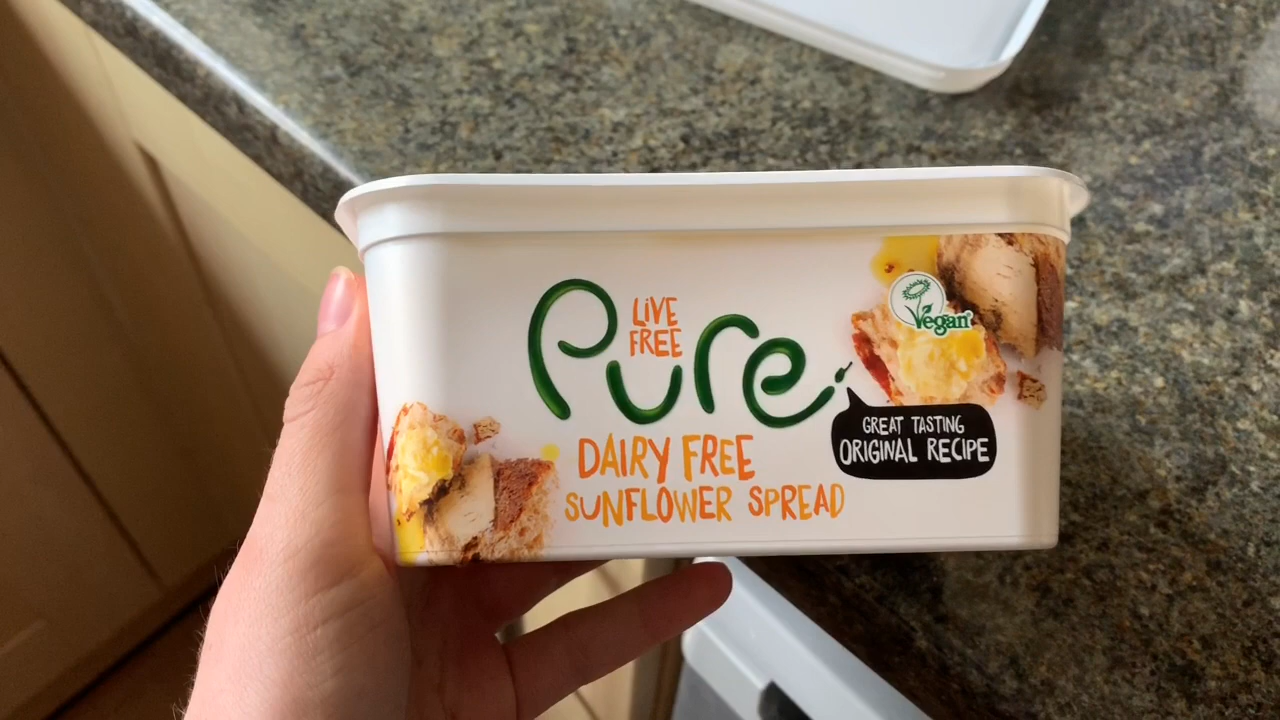 Pure
LIVE
FREE
DAIRY FREE
SUNFLOWER SPREAD
Vegan
GREAT TASTING
ORIGINAL RECIPE